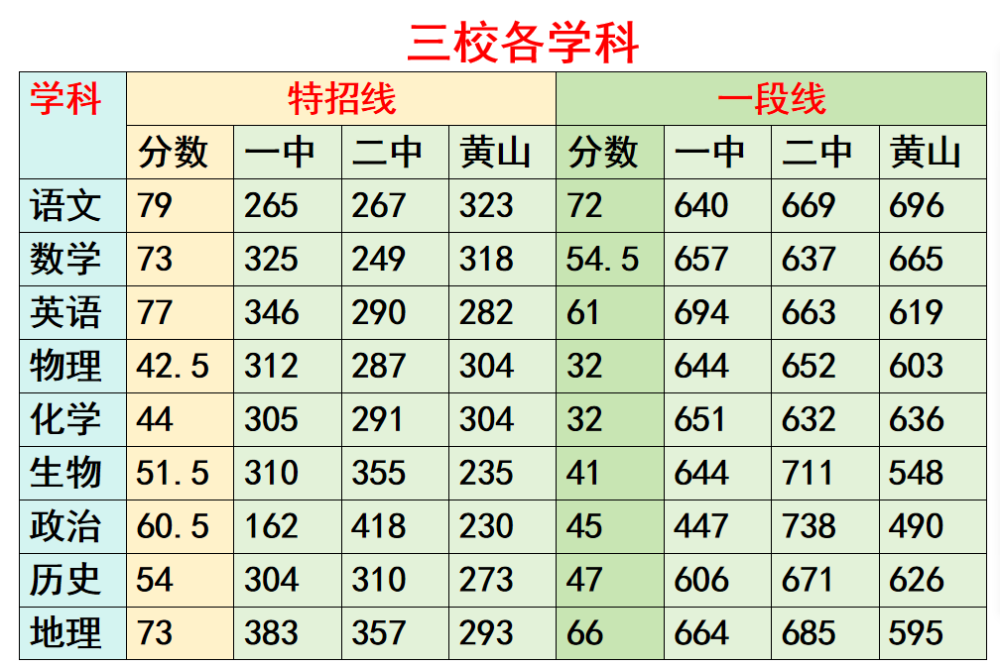 三校各学科
学科 特招线 一段线
分数 一中 二中 黄山 分数 一中 二中 黄山
语文 79 265 267 323 72 640 669 696
数学 73 325 249 318 54.5 657 637 665
英语 77 346 290 282 61 694 663 619
物理 42.5 312 287 304 32 644 652 603
化学 44 305 291 304 32 651 632 636
生物 51.5 310 355 235 41 644 711 548
政治 60.5 162 418 230 45 447 738 490
历史 54 304 310 273 47 606 671 626
地理 73 383 357 293 66 664 685 595